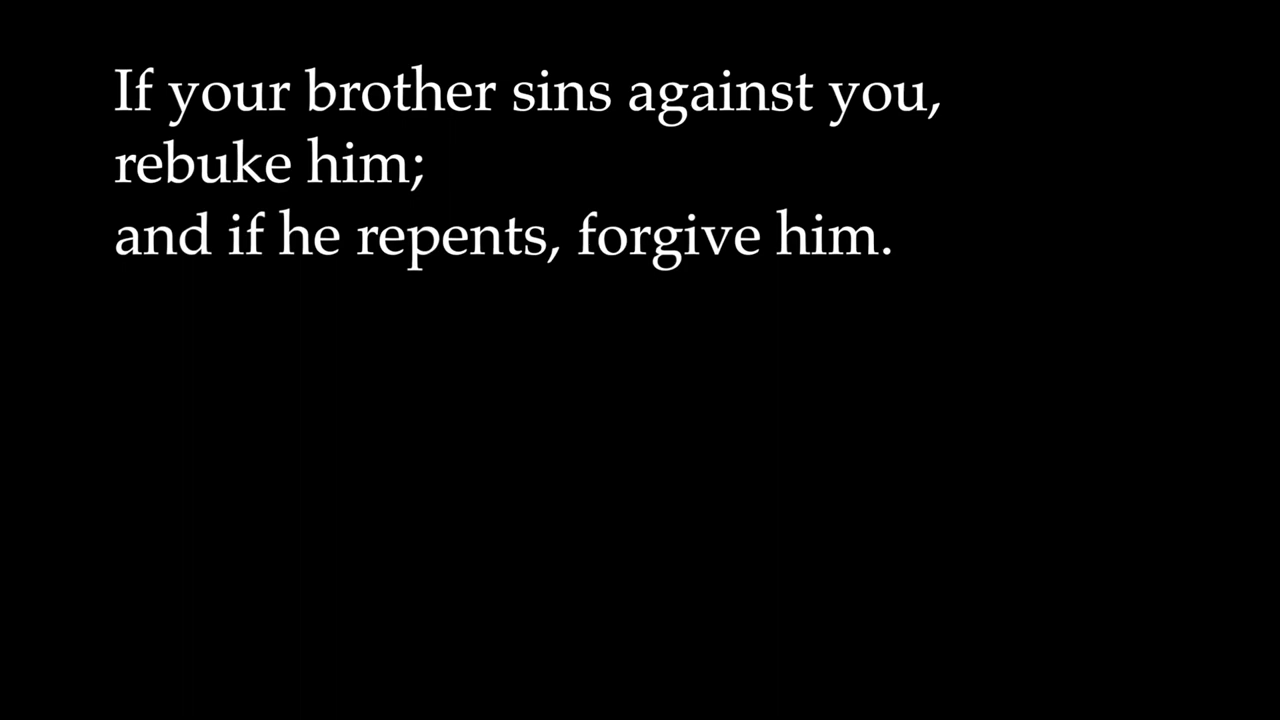 If your brother sins against you,
rebuke him;
and if he repents, forgive him.